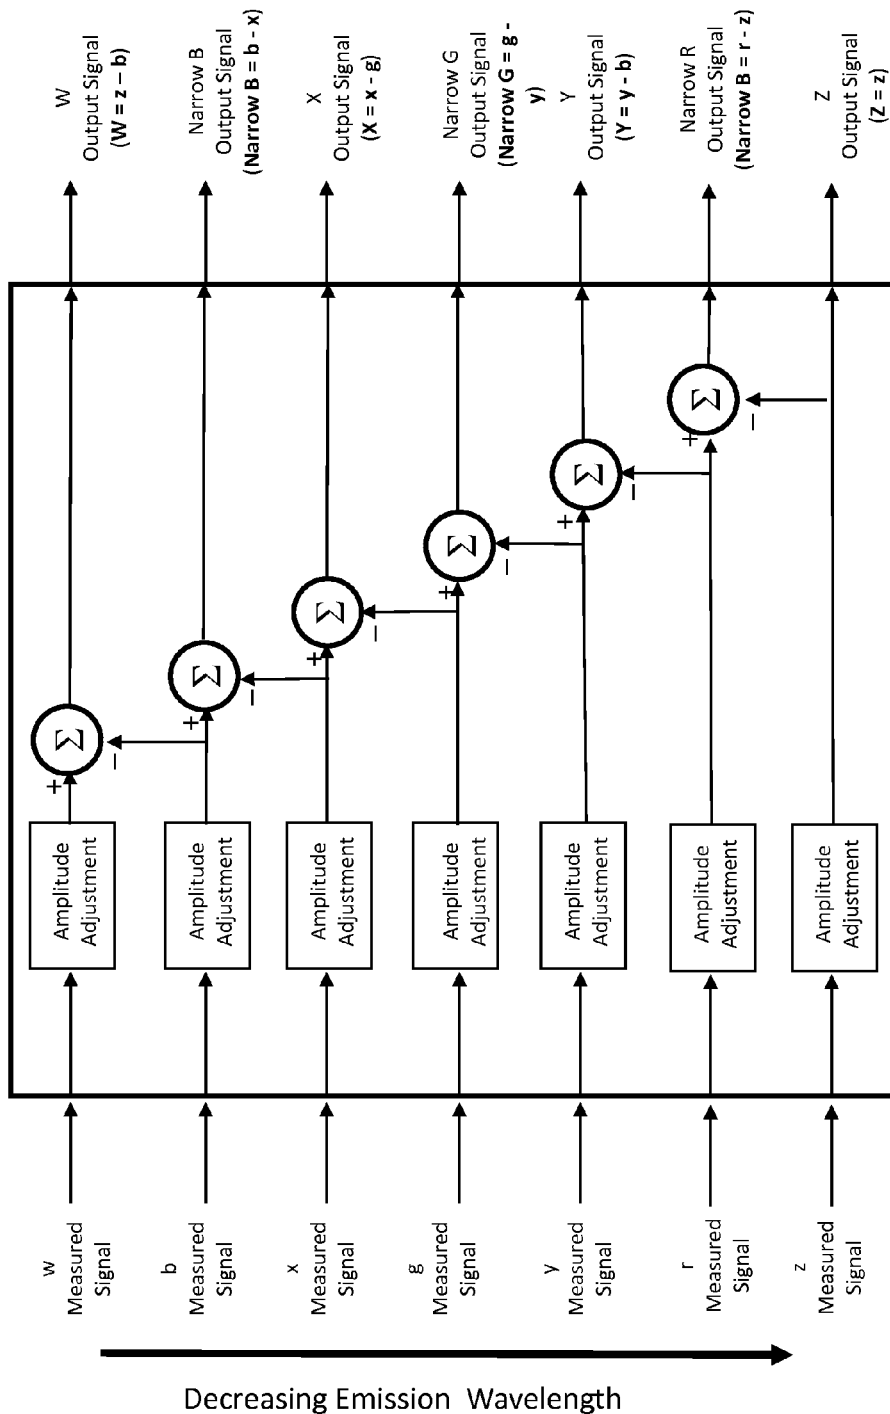 W
Output Signal
(W = z – b)
Narrow B
Output Signal
(Narrow B = b - x)
X
Output Signal
(X = x - g)
Narrow G
Output Signal
(Narrow G = g -
y)
Y
Output Signal
(Y = y - b)
Narrow R
Output Signal
(Narrow B = r - z)
Z
Output Signal
(Z = z)
Σ
+
–
Σ
+
–
Σ
+
–
Σ
+
–
Σ
+
–
Σ
+
–
Amplitude
Adjustment
Amplitude
Adjustment
Amplitude
Adjustment
Amplitude
Adjustment
Amplitude
Adjustment
Amplitude
Adjustment
Amplitude
Adjustment
w
Measured
Signal
b
Measured
Signal
x
Measured
Signal
g
Measured
Signal
y
Measured
Signal
r
Measured
Signal
z
Measured
Signal
Decreasing Emission Wavelength